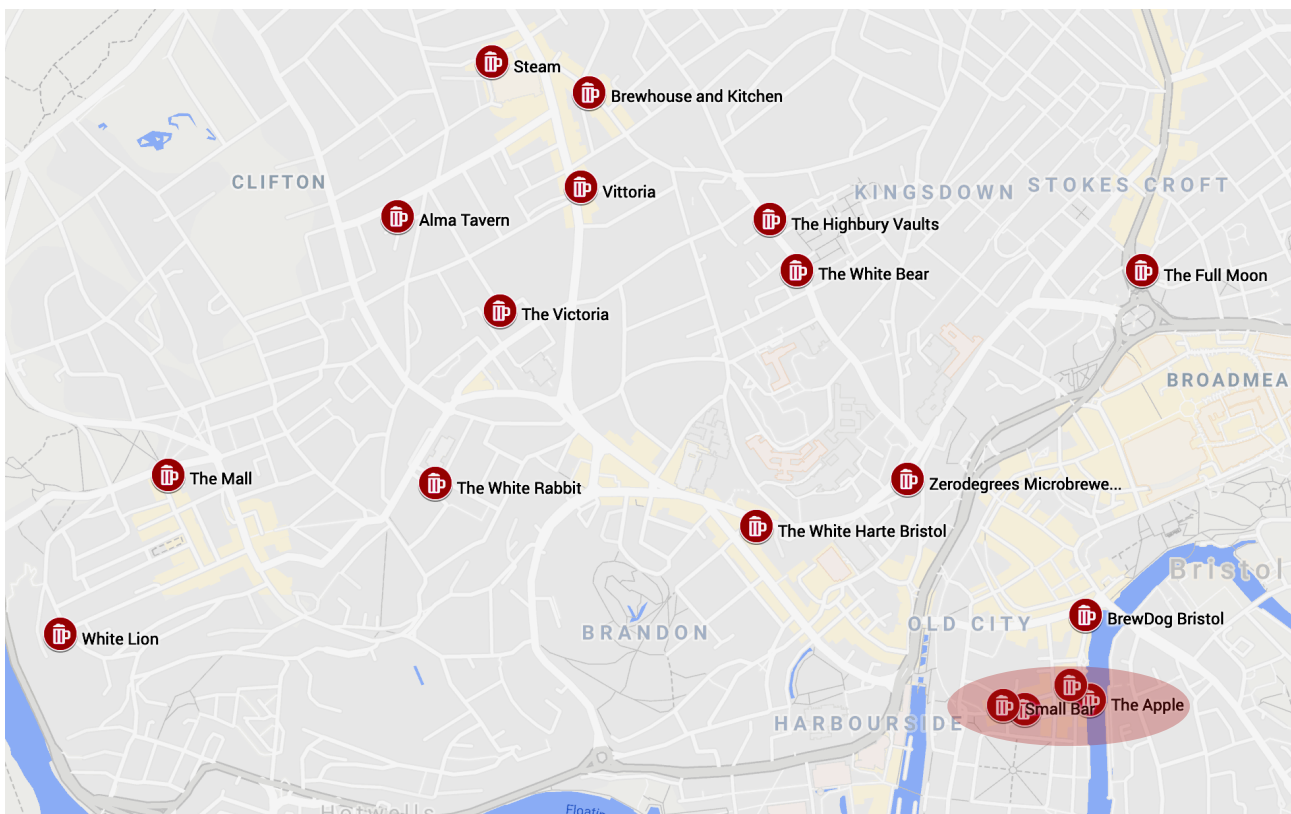 Steam
Brewhouse and Kitchen
CLIFTON
Vittoria
KINGSDOWN
STOKES CROFT
Alma Tavern
The Highbury Vaults
The White Bear
The Full Moon
The Victoria
BROADMEA
The Mall
The White Rabbit
Zerodegrees Microbrewe...
The White Harte Bristol
Bristol
BrewDog Bristol
OLD CITY
BRANDON
White Lion
Small Bar
The Apple
HARBOURSIDE
Hotwells
Floatin